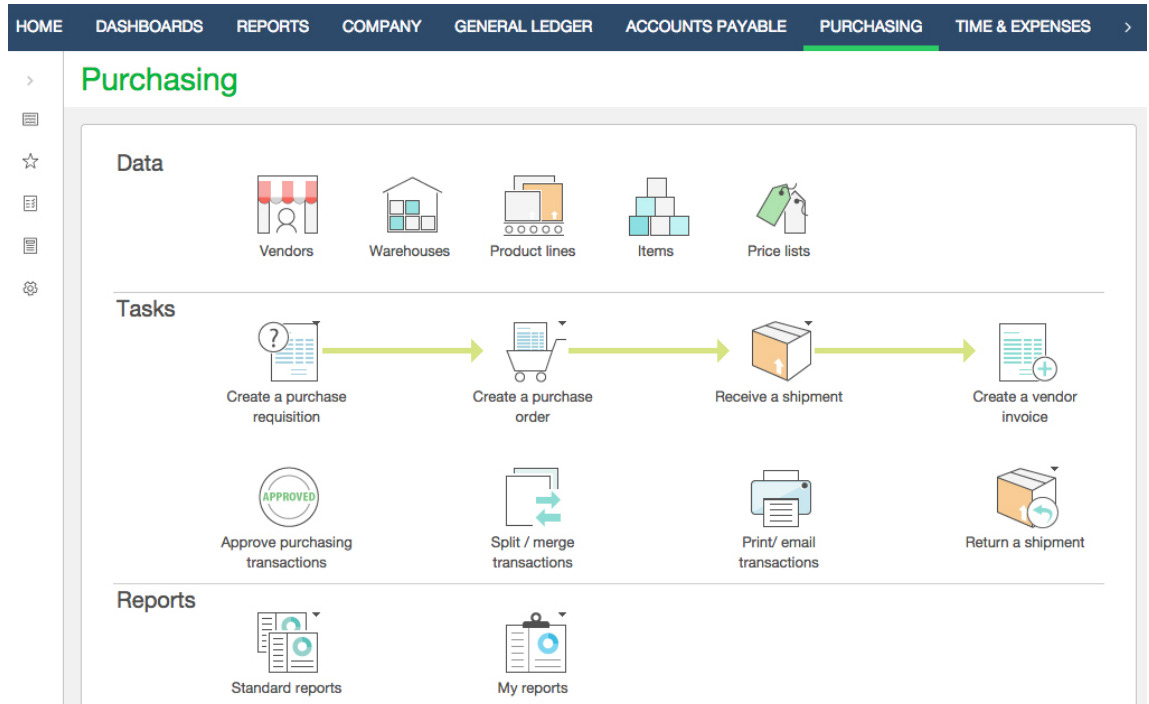 HOME DASHBOARDS REPORTS COMPANY GENERAL LEDGER ACCOUNTS PAYABLE PURCHASING TIME & EXPENSES
Purchasing
Data
Vendors Warehouses Product lines Items Price lists
Tasks
?
Create a purchase Create a purchase Receive a shipment Create a vendor
requisition order invoice
APPROVED
Approve purchasing Split / merge Print/ email Return a shipment
transactions transactions transactions
Reports
Standard reports My reports